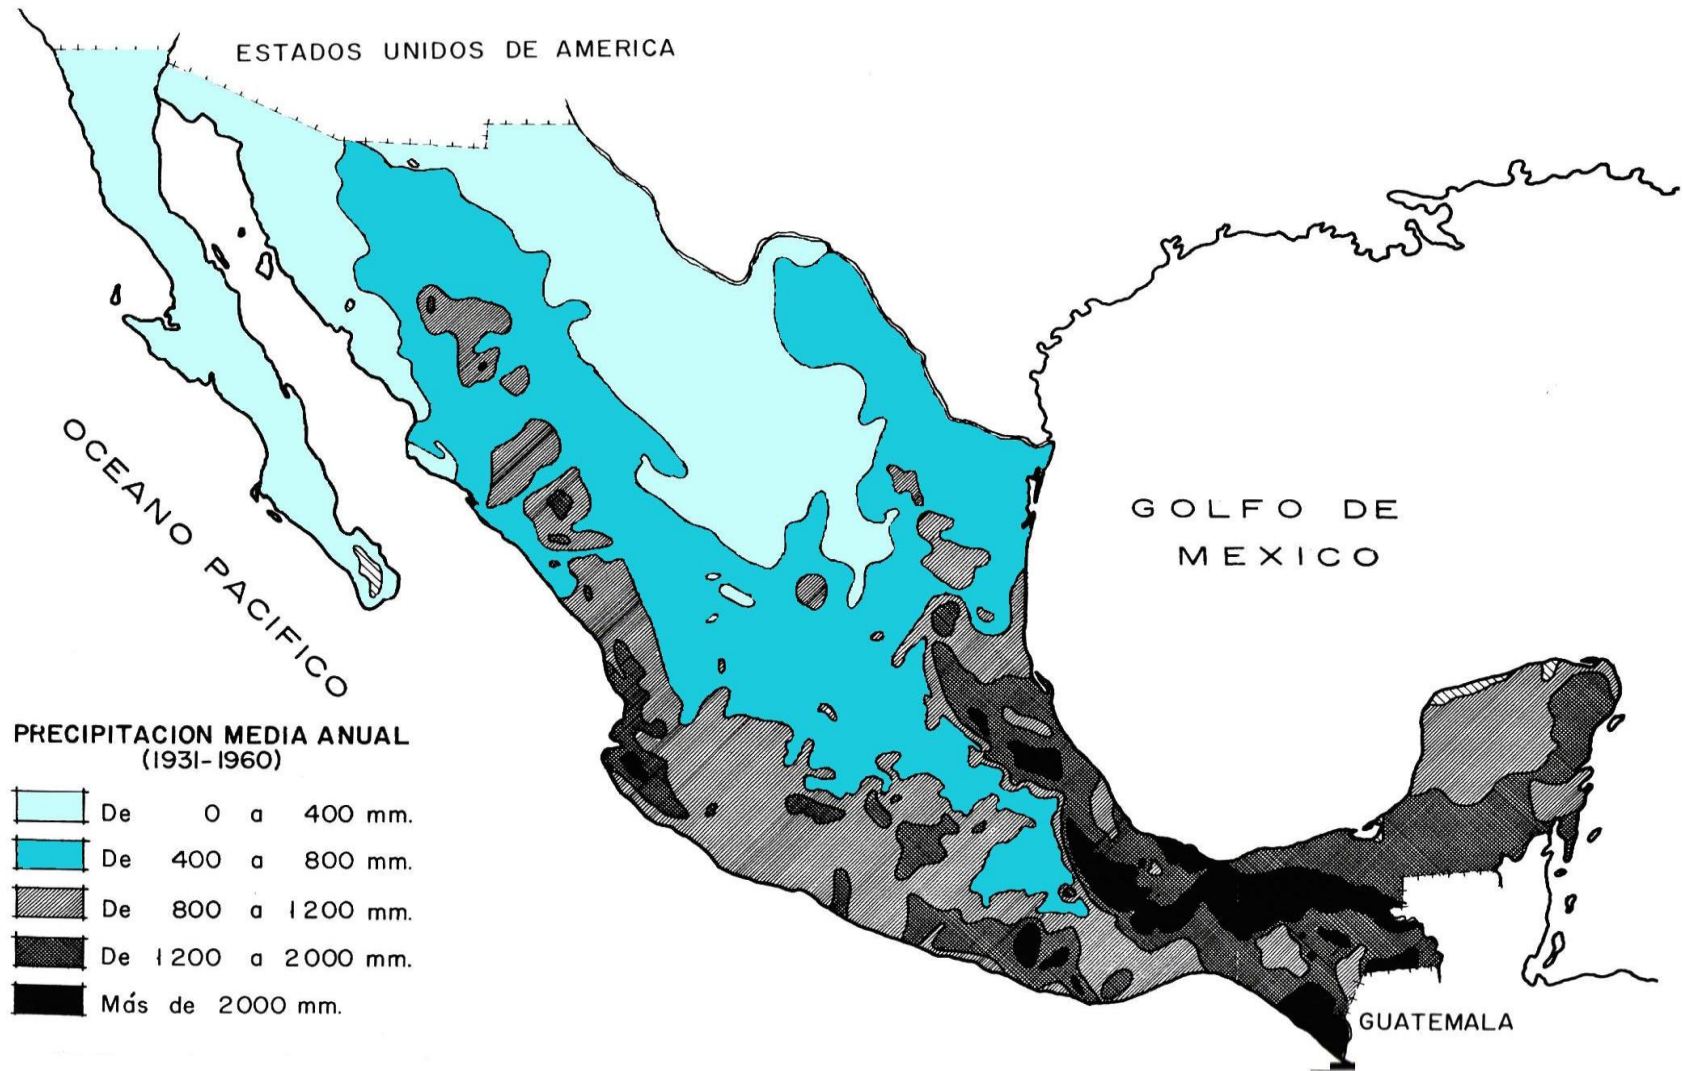 ESTADOS UNIDOS DE AMERICA
OCEANO PACIFICO
GOLFO DE
MEXICO
PRECIPITACION MEDIA ANUAL
(1931-1960)
De 0 a 400 mm.
De 400 a 800 mm.
De 800 a 1200 mm.
De 1200 a 2000 mm.
Más de 2000 mm.
GUATEMALA